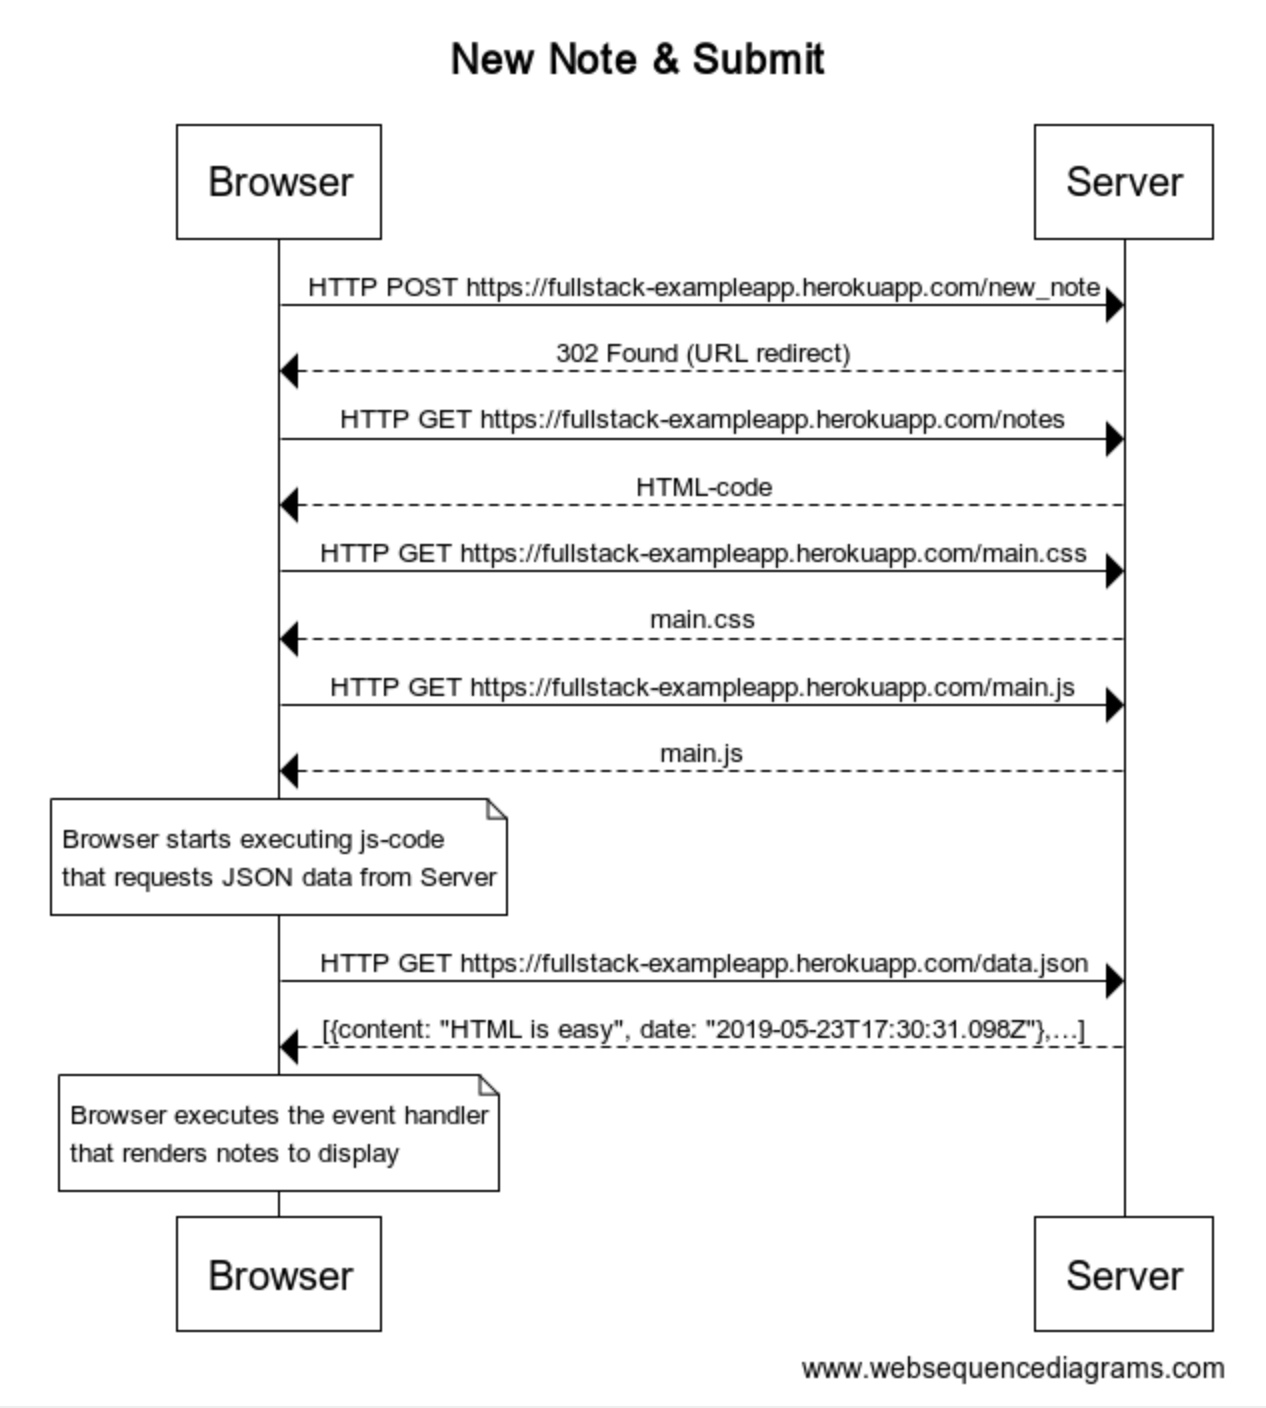 New Note & Submit
Browser
Server
HTTP POST https://fullstack-exampleapp.herokuapp.com/new_note
302 Found (URL redirect)
HTTP GET https://fullstack-exampleapp.herokuapp.com/notes
HTML-code
HTTP GET https://fullstack-exampleapp.herokuapp.com/main.css
main.css
HTTP GET https://fullstack-exampleapp.herokuapp.com/main.js
main.js
Browser starts executing js-code
that requests JSON data from Server
HTTP GET https://fullstack-exampleapp.herokuapp.com/data.json
[{content: "HTML is easy", date: "2019-05-23T17:30:31.098Z"},...]
Browser executes the event handler
that renders notes to display
Browser
Server
www.websequencediagrams.com